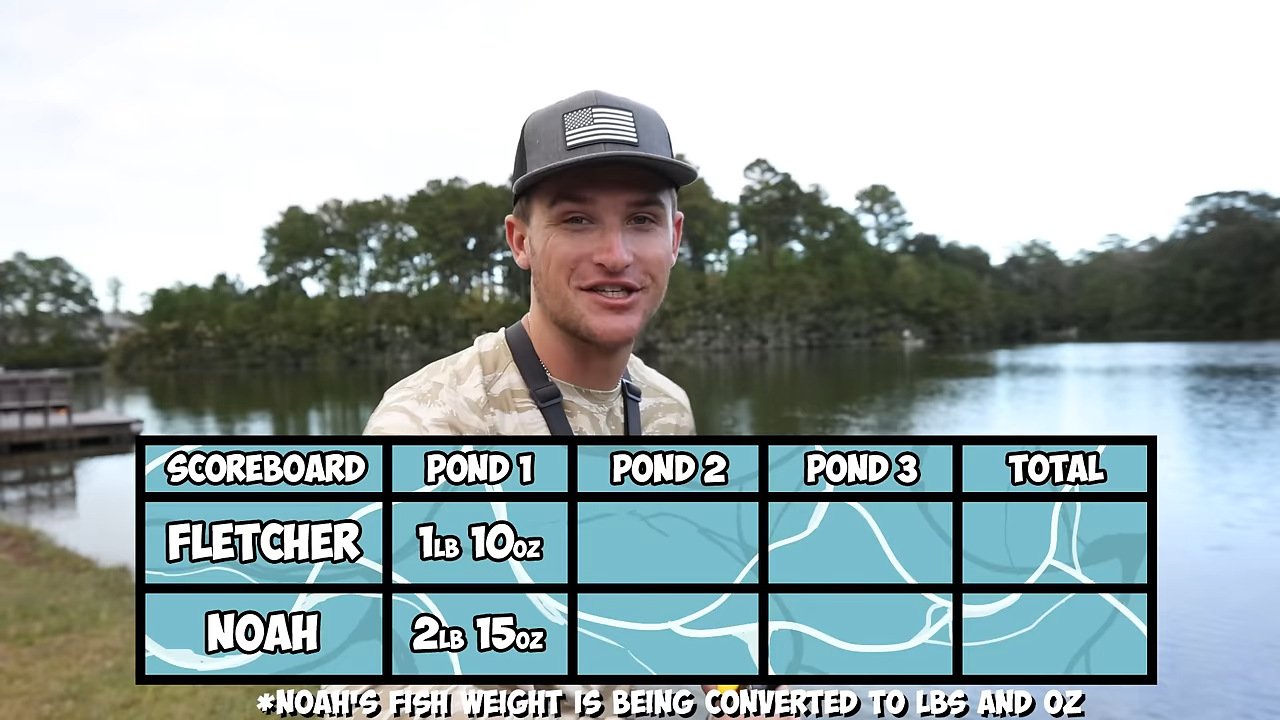 SCOREBOARD POND 1 POND 2 POND 3 TOTAL
FLETCHER 1LB 10OZ
NOAH 2LB 15OZ
*NOAH'S FISH WEIGHT IS BEING CONVERTED TO LBS AND OZ